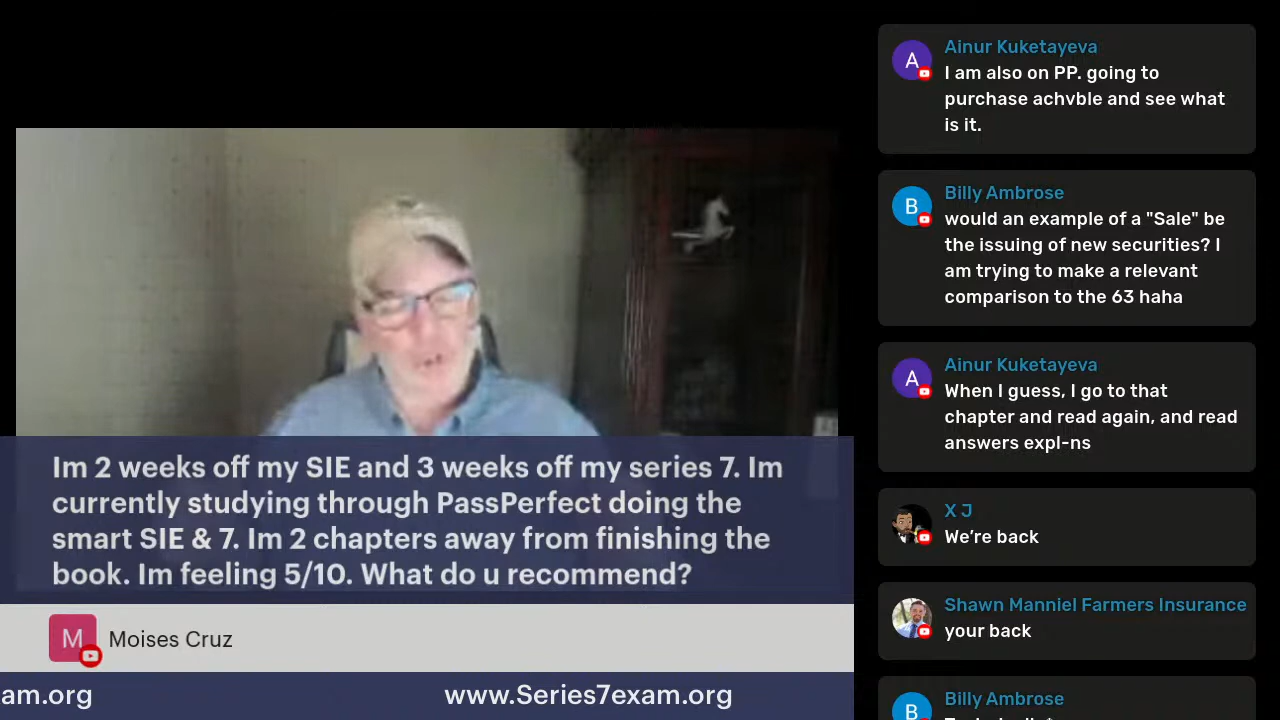 Im 2 weeks off my SIE and 3 weeks off my series 7. Im
currently studying through PassPerfect doing the
smart SIE & 7. Im 2 chapters away from finishing the
book. Im feeling 5/10. What do u recommend?
M
Moises Cruz
am.org
www.Series7exam.org
A
Ainur Kuketayeva
I am also on PP. going to
purchase achvble and see what
is it.
B
Billy Ambrose
would an example of a "Sale" be
the issuing of new securities? I
am trying to make a relevant
comparison to the 63 haha
A
Ainur Kuketayeva
When I guess, I go to that
chapter and read again, and read
answers expl-ns
X J
We’re back
Shawn Manniel Farmers Insurance
your back
B
Billy Ambrose